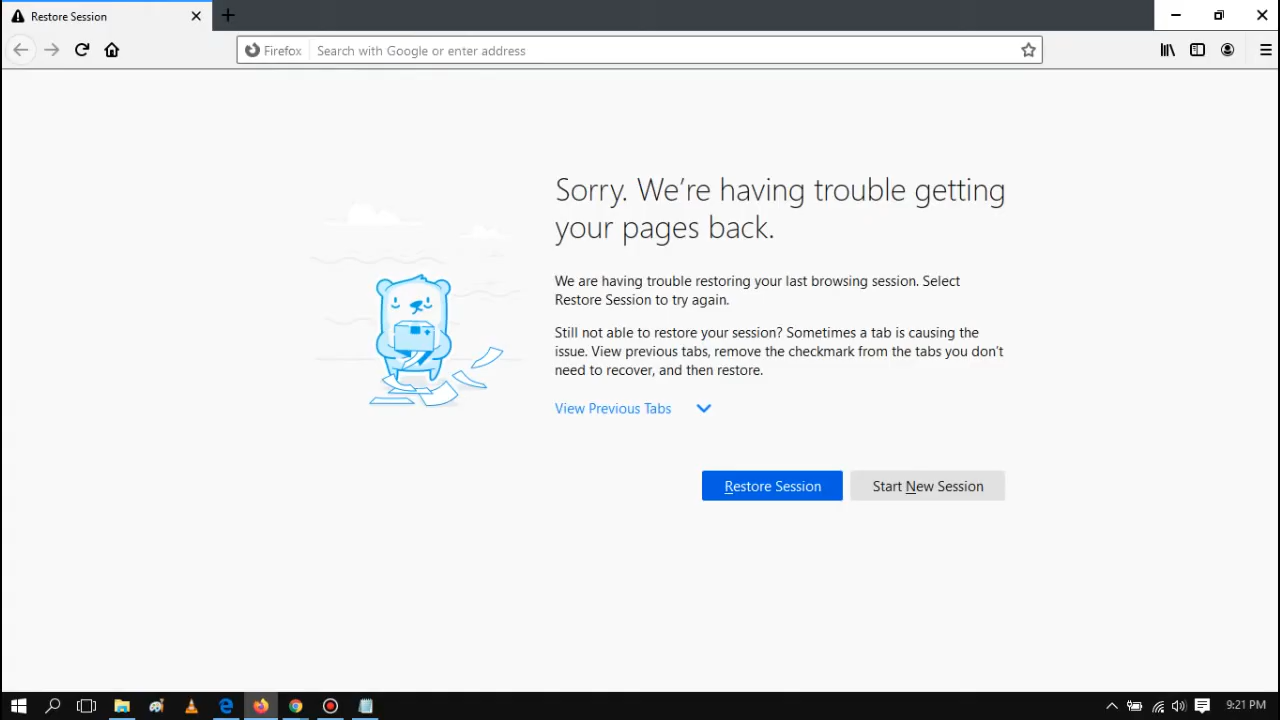 Restore Session
Firefox
Search with Google or enter address
Sorry. We’re having trouble getting
your pages back.
We are having trouble restoring your last browsing session. Select
Restore Session to try again.
Still not able to restore your session? Sometimes a tab is causing the
issue. View previous tabs, remove the checkmark from the tabs you don’t
need to recover, and then restore.
View Previous Tabs
Restore Session
Start New Session
9:21 PM